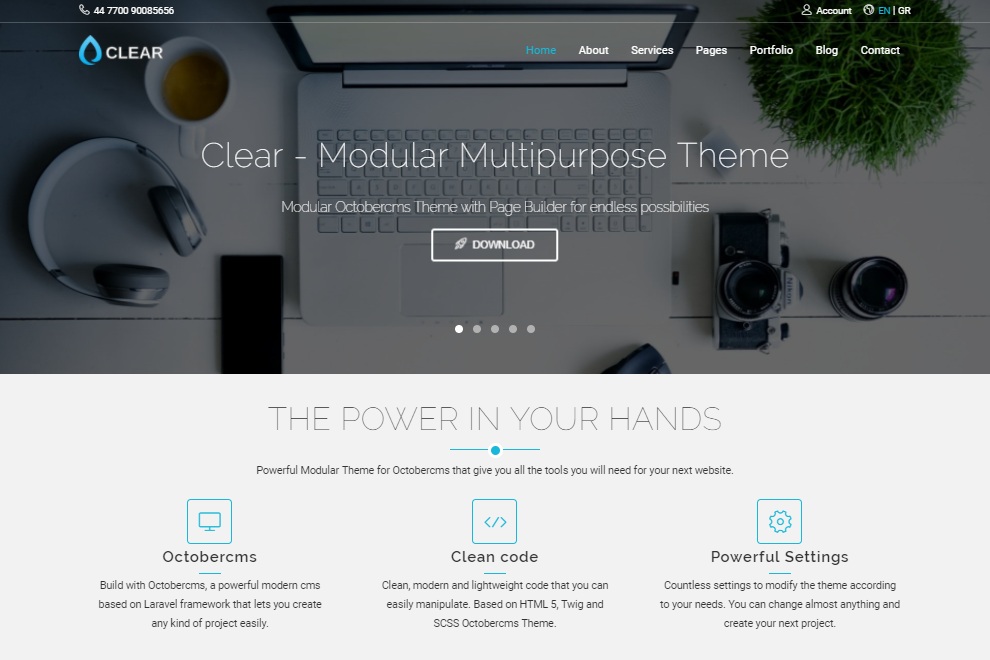 44 7700 90085656
Account EN | GR
CLEAR
Home About Services Pages Portfolio Blog Contact
Clear - Modular Multipurpose Theme
Modular Octobercms Theme with Page Builder for endless possibilities
DOWNLOAD
Nikon
THE POWER IN YOUR HANDS
Powerful Modular Theme for Octobercms that give you all the tools you will need for your next website.
Octobercms
Build with Octobercms, a powerful modern cms
based on Laravel framework that lets you create
any kind of project easily.
Clean code
Clean, modern and lightweight code that you can
easily manipulate. Based on HTML 5, Twig and
SCSS Octobercms Theme.
Powerful Settings
Countless settings to modify the theme according
to your needs. You can change almost anything and
create your next project.